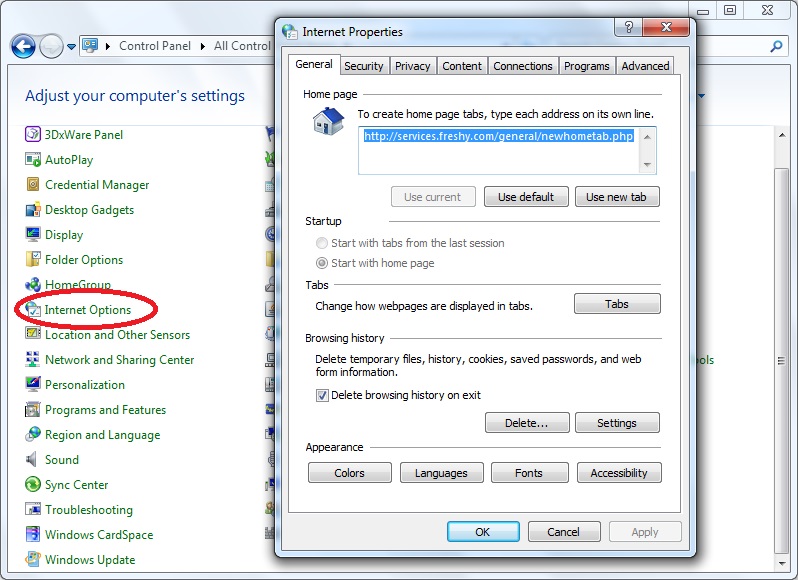 Control Panel
All Control
Adjust your computer's settings
3DxWare Panel
AutoPlay
Credential Manager
Desktop Gadgets
Display
Folder Options
HomeGroup
Internet Options
Location and Other Sensors
Network and Sharing Center
Personalization
Programs and Features
Region and Language
Sound
Sync Center
Troubleshooting
Windows CardSpace
Windows Update
Internet Properties
General Security Privacy Content Connections Programs Advanced
Home page
To create home page tabs, type each address on its own line.
http://services.freshy.com/general/newhometab.php
Use current Use default Use new tab
Startup
Start with tabs from the last session
Start with home page
Tabs
Change how webpages are displayed in tabs. Tabs
Browsing history
Delete temporary files, history, cookies, saved passwords, and web
form information.
Delete browsing history on exit
Delete... Settings
Appearance
Colors Languages Fonts Accessibility
OK Cancel Apply